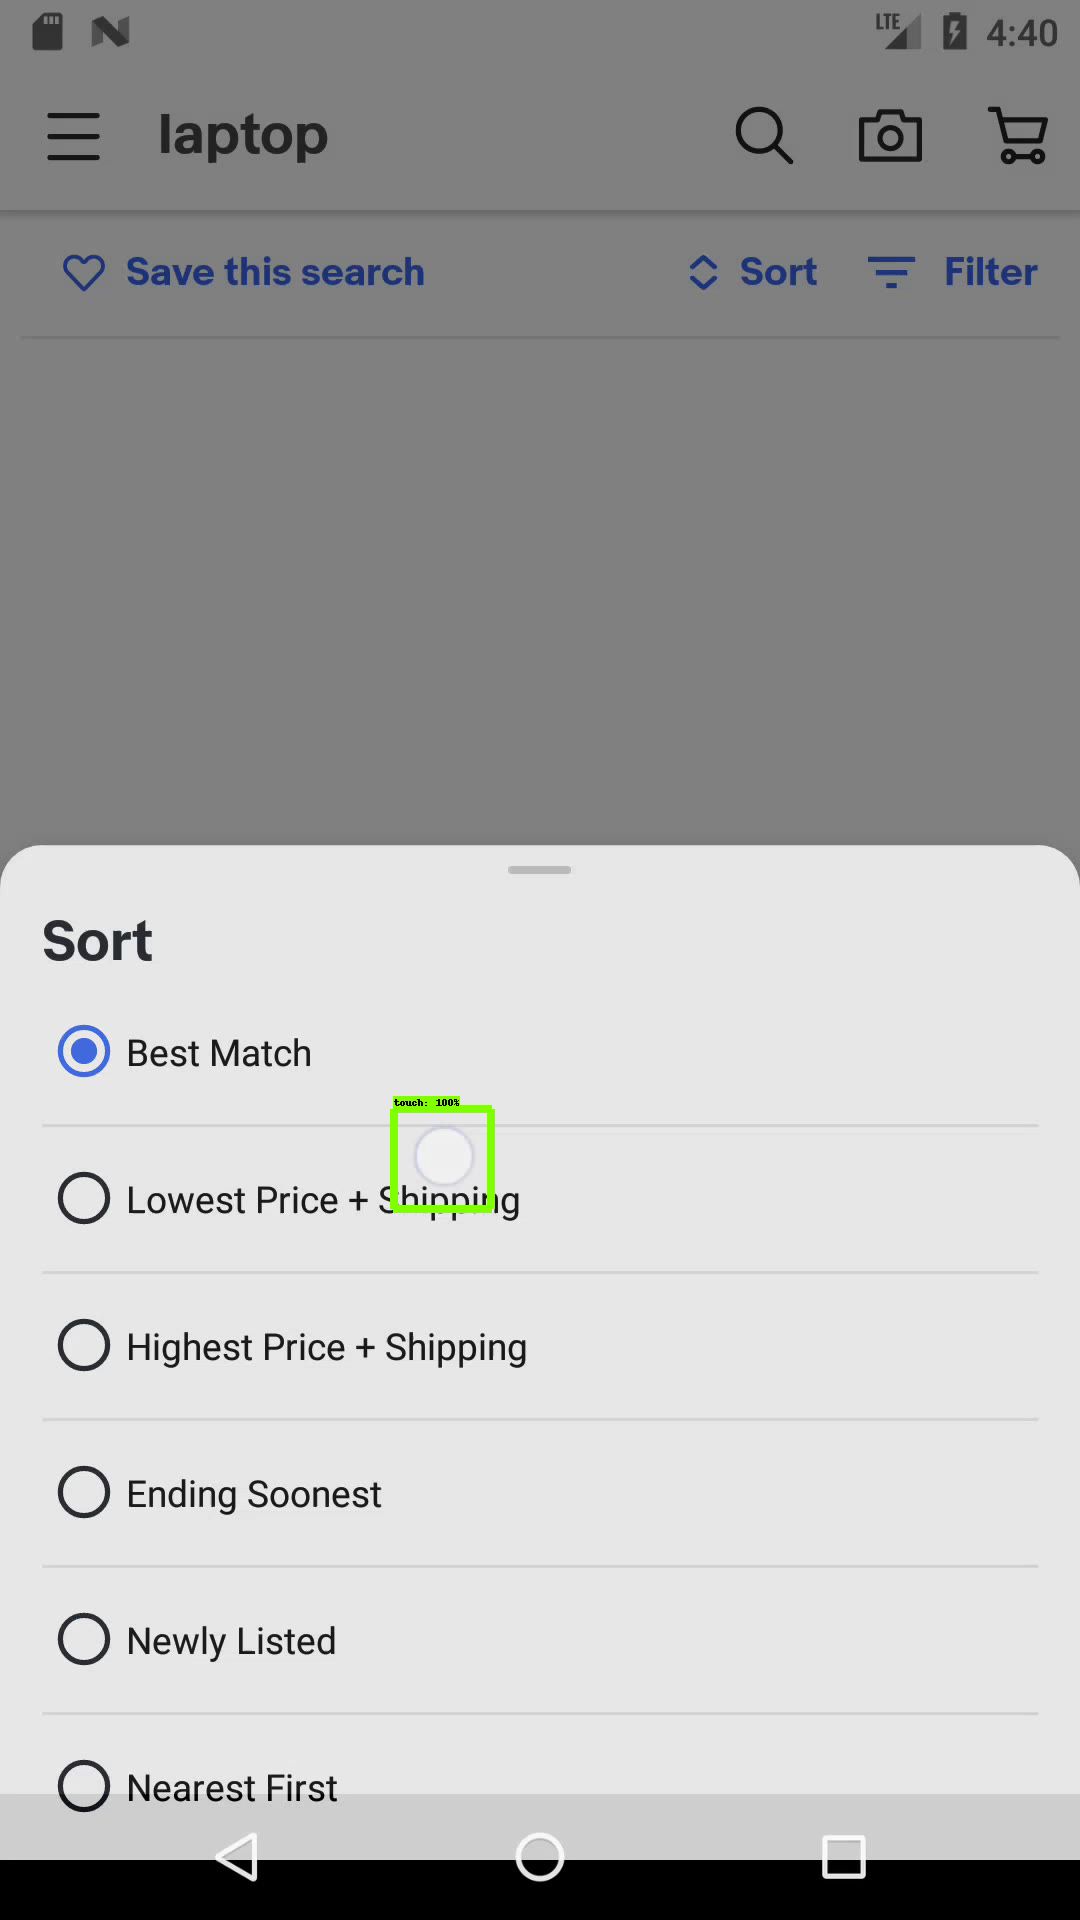 LTE 4:40
laptop
Save this search Sort Filter
Sort
Best Match
touch: 100%
Lowest Price + Shipping
Highest Price + Shipping
Ending Soonest
Newly Listed
Nearest First